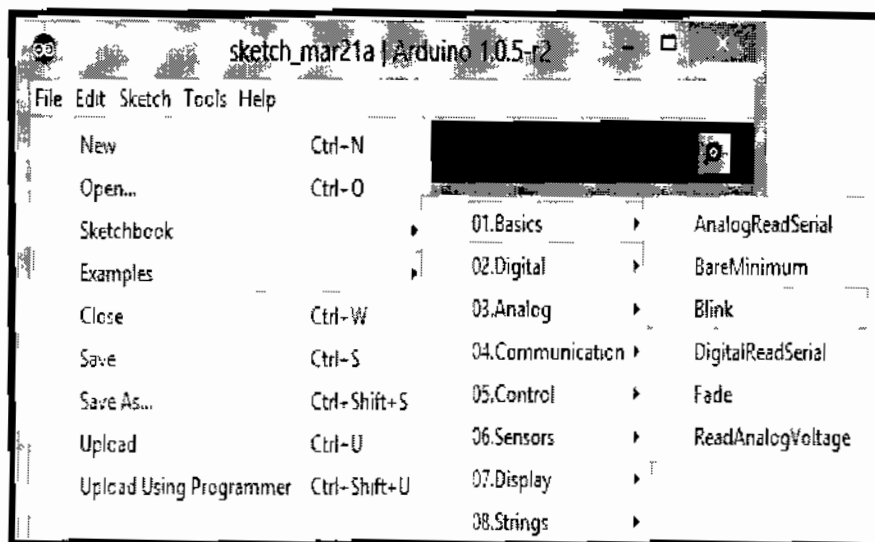 sketch_mar21a | Arduino 1.0.5-r2
File Edit Sketch Tools Help
New Ctrl+N
Open... Ctrl+O
Sketchbook
Examples
Close Ctrl+W
Save Ctrl+S
Save As... Ctrl+Shift+S
Upload Ctrl+U
Upload Using Programmer Ctrl+Shift+U
01.Basics
02.Digital
03.Analog
04.Communication
05.Control
06.Sensors
07.Display
08.Strings
AnalogReadSerial
BareMinimum
Blink
DigitalReadSerial
Fade
ReadAnalogVoltage